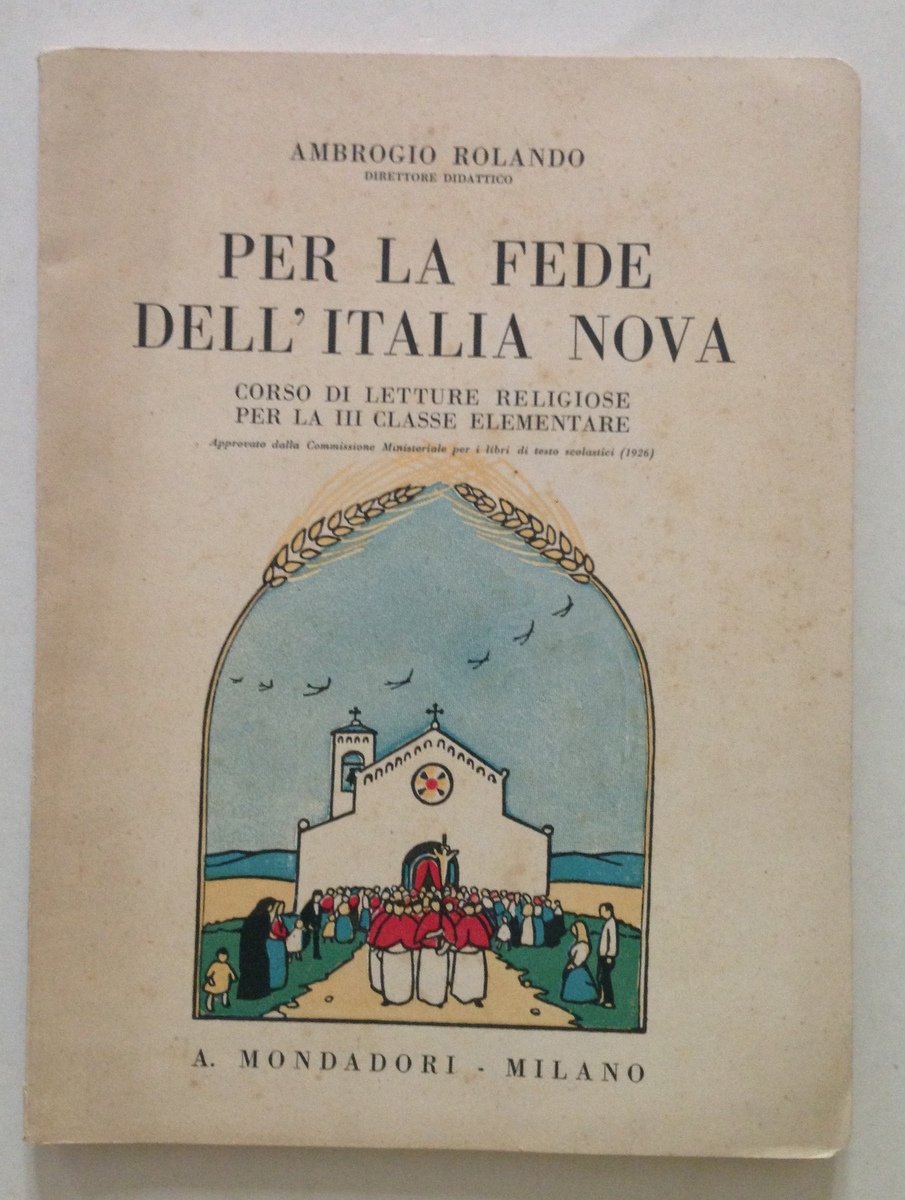 AMBROGIO ROLANDO
DIRETTORE DIDATTICO
PER LA FEDE
DELL'ITALIA NOVA
CORSO DI LETTURE RELIGIOSE
PER LA III CLASSE ELEMENTARE
Approvato dalla Commissione Ministeriale per i libri di testo scolastici (1926)
A. MONDADORI - MILANO